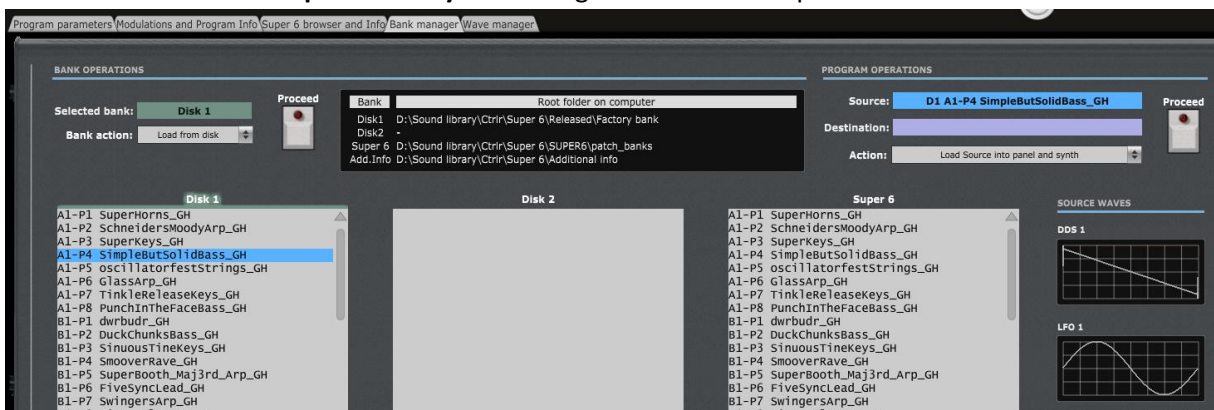 Program parameters Modulations and Program Info Super 6 browser and Info Bank manager Wave manager
BANK OPERATIONS
Selected bank: Disk 1
Bank action: Load from disk
Proceed
Bank Root folder on computer
Disk1 D:\Sound library\Ctrlr\Super 6\Released\Factory bank
Disk2 -
Super 6 D:\Sound library\Ctrlr\Super 6\SUPER6\patch_banks
Add.Info D:\Sound library\Ctrlr\Super 6\Additional info
PROGRAM OPERATIONS
Source: D1 A1-P4 SimpleButSolidBass_GH
Destination:
Action: Load Source into panel and synth
Proceed
Disk 1
A1-P1 SuperHorns_GH
A1-P2 SchneidersMoodyArp_GH
A1-P3 SuperKeys_GH
A1-P4 SimpleButSolidBass_GH
A1-P5 oscillatorfestStrings_GH
A1-P6 GlassArp_GH
A1-P7 TinkleReleaseKeys_GH
A1-P8 PunchInTheFaceBass_GH
B1-P1 dwrbudr_GH
B1-P2 DuckChunksBass_GH
B1-P3 SinuousTineKeys_GH
B1-P4 SmooverRave_GH
B1-P5 SuperBooth_Maj3rd_Arp_GH
B1-P6 FiveSyncLead_GH
B1-P7 SwingersArp_GH
Disk 2
Super 6
A1-P1 SuperHorns_GH
A1-P2 SchneidersMoodyArp_GH
A1-P3 SuperKeys_GH
A1-P4 SimpleButSolidBass_GH
A1-P5 oscillatorfestStrings_GH
A1-P6 GlassArp_GH
A1-P7 TinkleReleaseKeys_GH
A1-P8 PunchInTheFaceBass_GH
B1-P1 dwrbudr_GH
B1-P2 DuckChunksBass_GH
B1-P3 SinuousTineKeys_GH
B1-P4 SmooverRave_GH
B1-P5 SuperBooth_Maj3rd_Arp_GH
B1-P6 FiveSyncLead_GH
B1-P7 SwingersArp_GH
SOURCE WAVES
DDS 1
LFO 1